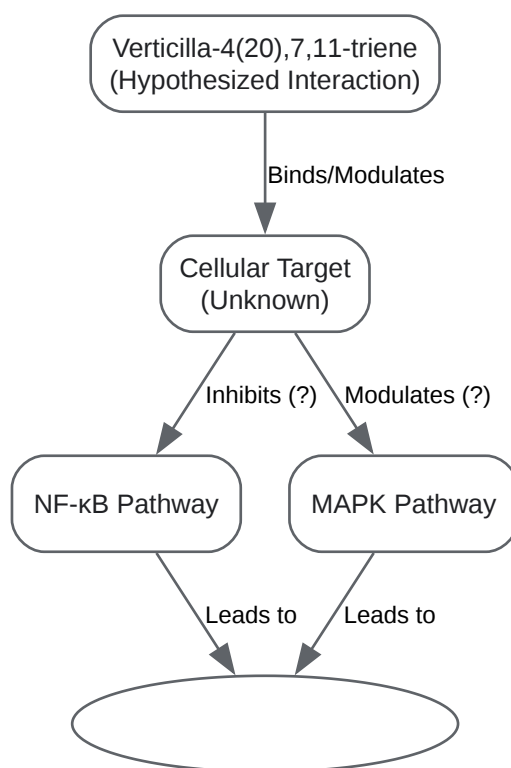 Verticilla-4(20),7,11-triene
(Hypothesized Interaction)
Binds/Modulates
Cellular Target
(Unknown)
Inhibits (?)
Modulates (?)
NF-κB Pathway
MAPK Pathway
Leads to
Leads to